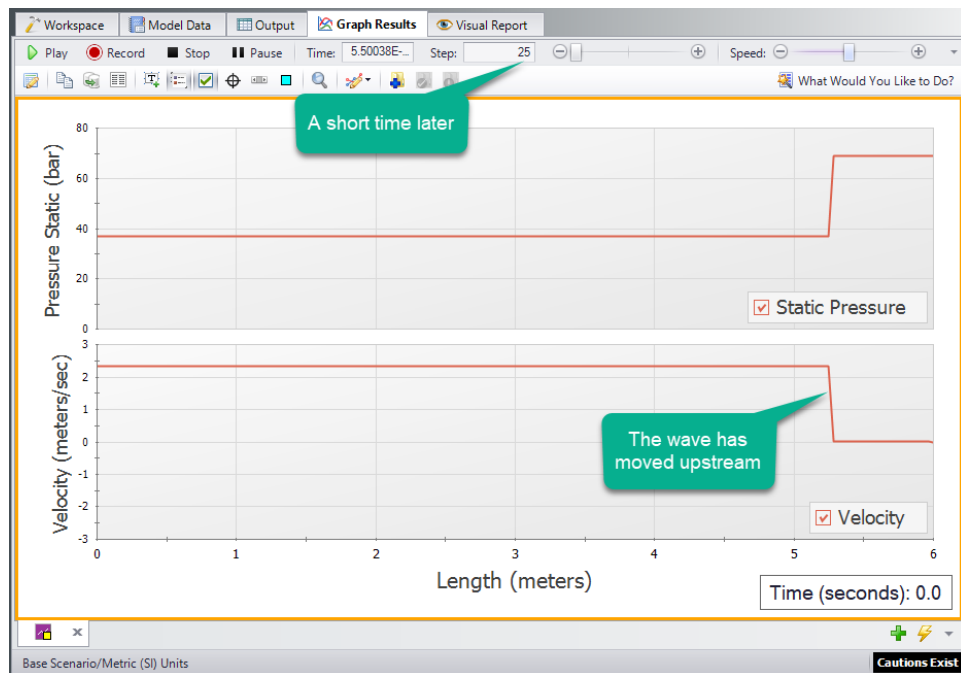 Workspace Model Data Output Graph Results Visual Report
Play Record Stop Pause Time: 5.50038E-... Step: 25 Speed:
What Would You Like to Do?
A short time later
Pressure Static (bar)
80
60
40
20
0
Static Pressure
Velocity (meters/sec)
3
2
1
0
-1
-2
-3
The wave has
moved upstream
Velocity
0 1 2 3 4 5 6
Length (meters)
Time (seconds): 0.0
Base Scenario/Metric (SI) Units
Cautions Exist